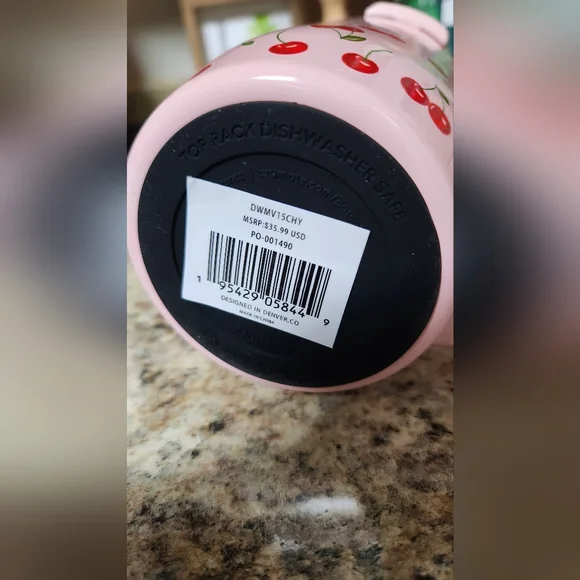 TOP RACK DISHWASHER SAFE
DWMV15CHY
MSRP:$35.99 USD
PO-001490
1 95429 05844 9
DESIGNED IN DENVER,CO
MADE IN CHINA